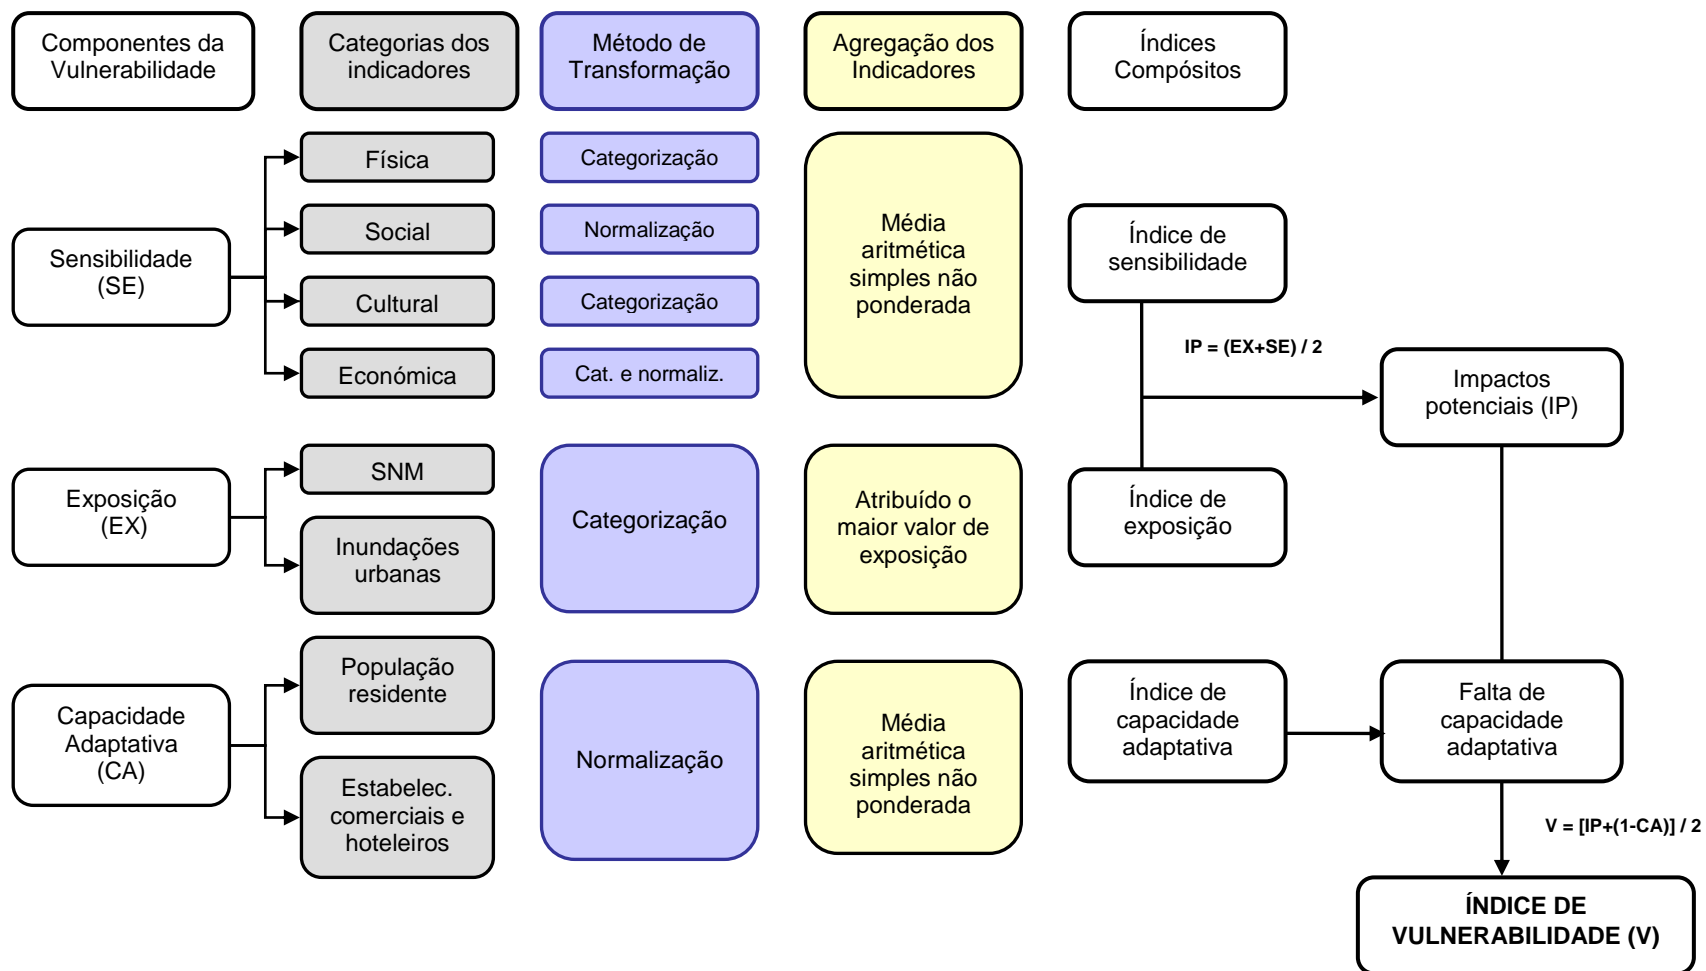 Componentes da
Vulnerabilidade
Categorias dos
indicadores
Método de
Transformação
Agregação dos
Indicadores
Índices
Compósitos
Sensibilidade
(SE)
Física
Social
Cultural
Económica
Categorização
Normalização
Categorização
Cat. e normaliz.
Média
aritmética
simples não
ponderada
Índice de
sensibilidade
IP = (EX+SE) / 2
Impactos
potenciais (IP)
Exposição
(EX)
SNM
Inundações
urbanas
Categorização
Atribuído o
maior valor de
exposição
Índice de
exposição
Capacidade
Adaptativa
(CA)
População
residente
Estabelec.
comerciais e
hoteleiros
Normalização
Média
aritmética
simples não
ponderada
Índice de
capacidade
adaptativa
Falta de
capacidade
adaptativa
V = [IP+(1-CA)] / 2
ÍNDICE DE
VULNERABILIDADE (V)